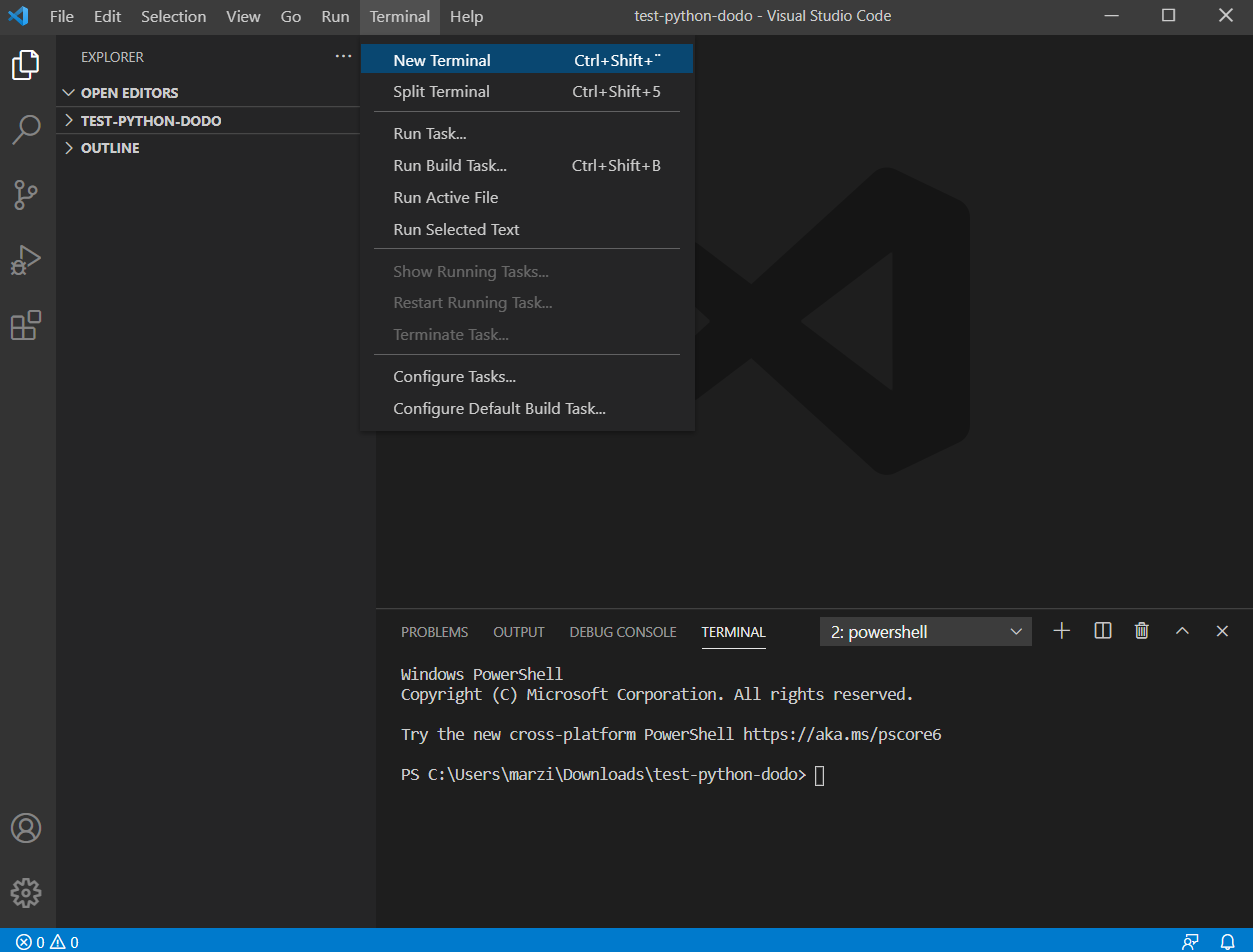 File Edit Selection View Go Run Terminal Help test-python-dodo - Visual Studio Code
EXPLORER
OPEN EDITORS
TEST-PYTHON-DODO
OUTLINE
New Terminal Ctrl+Shift+¨
Split Terminal Ctrl+Shift+5
Run Task...
Run Build Task... Ctrl+Shift+B
Run Active File
Run Selected Text
Show Running Tasks...
Restart Running Task...
Terminate Task...
Configure Tasks...
Configure Default Build Task...
PROBLEMS OUTPUT DEBUG CONSOLE TERMINAL 2: powershell
Windows PowerShell
Copyright (C) Microsoft Corporation. All rights reserved.
Try the new cross-platform PowerShell https://aka.ms/pscore6
PS C:\Users\marzi\Downloads\test-python-dodo>
0 0